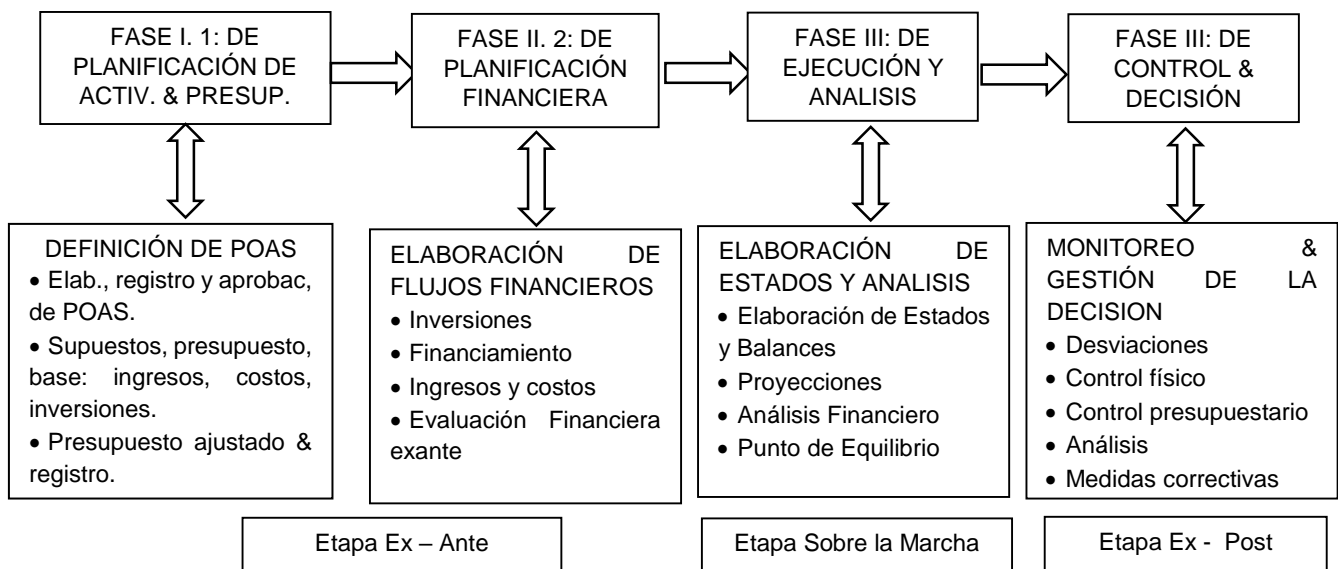 FASE I. 1: DE
PLANIFICACIÓN DE
ACTIV. & PRESUP.
FASE II. 2: DE
PLANIFICACIÓN
FINANCIERA
FASE III: DE
EJECUCIÓN Y
ANALISIS
FASE III: DE
CONTROL &
DECISIÓN
DEFINICIÓN DE POAS
• Elab., registro y aprobac,
de POAS.
• Supuestos, presupuesto,
base: ingresos, costos,
inversiones.
• Presupuesto ajustado &
registro.
ELABORACIÓN DE
FLUJOS FINANCIEROS
• Inversiones
• Financiamiento
• Ingresos y costos
• Evaluación Financiera
exante
ELABORACIÓN DE
ESTADOS Y ANALISIS
• Elaboración de Estados
y Balances
• Proyecciones
• Análisis Financiero
• Punto de Equilibrio
MONITOREO &
GESTIÓN DE LA
DECISION
• Desviaciones
• Control físico
• Control presupuestario
• Análisis
• Medidas correctivas
Etapa Ex – Ante
Etapa Sobre la Marcha
Etapa Ex - Post